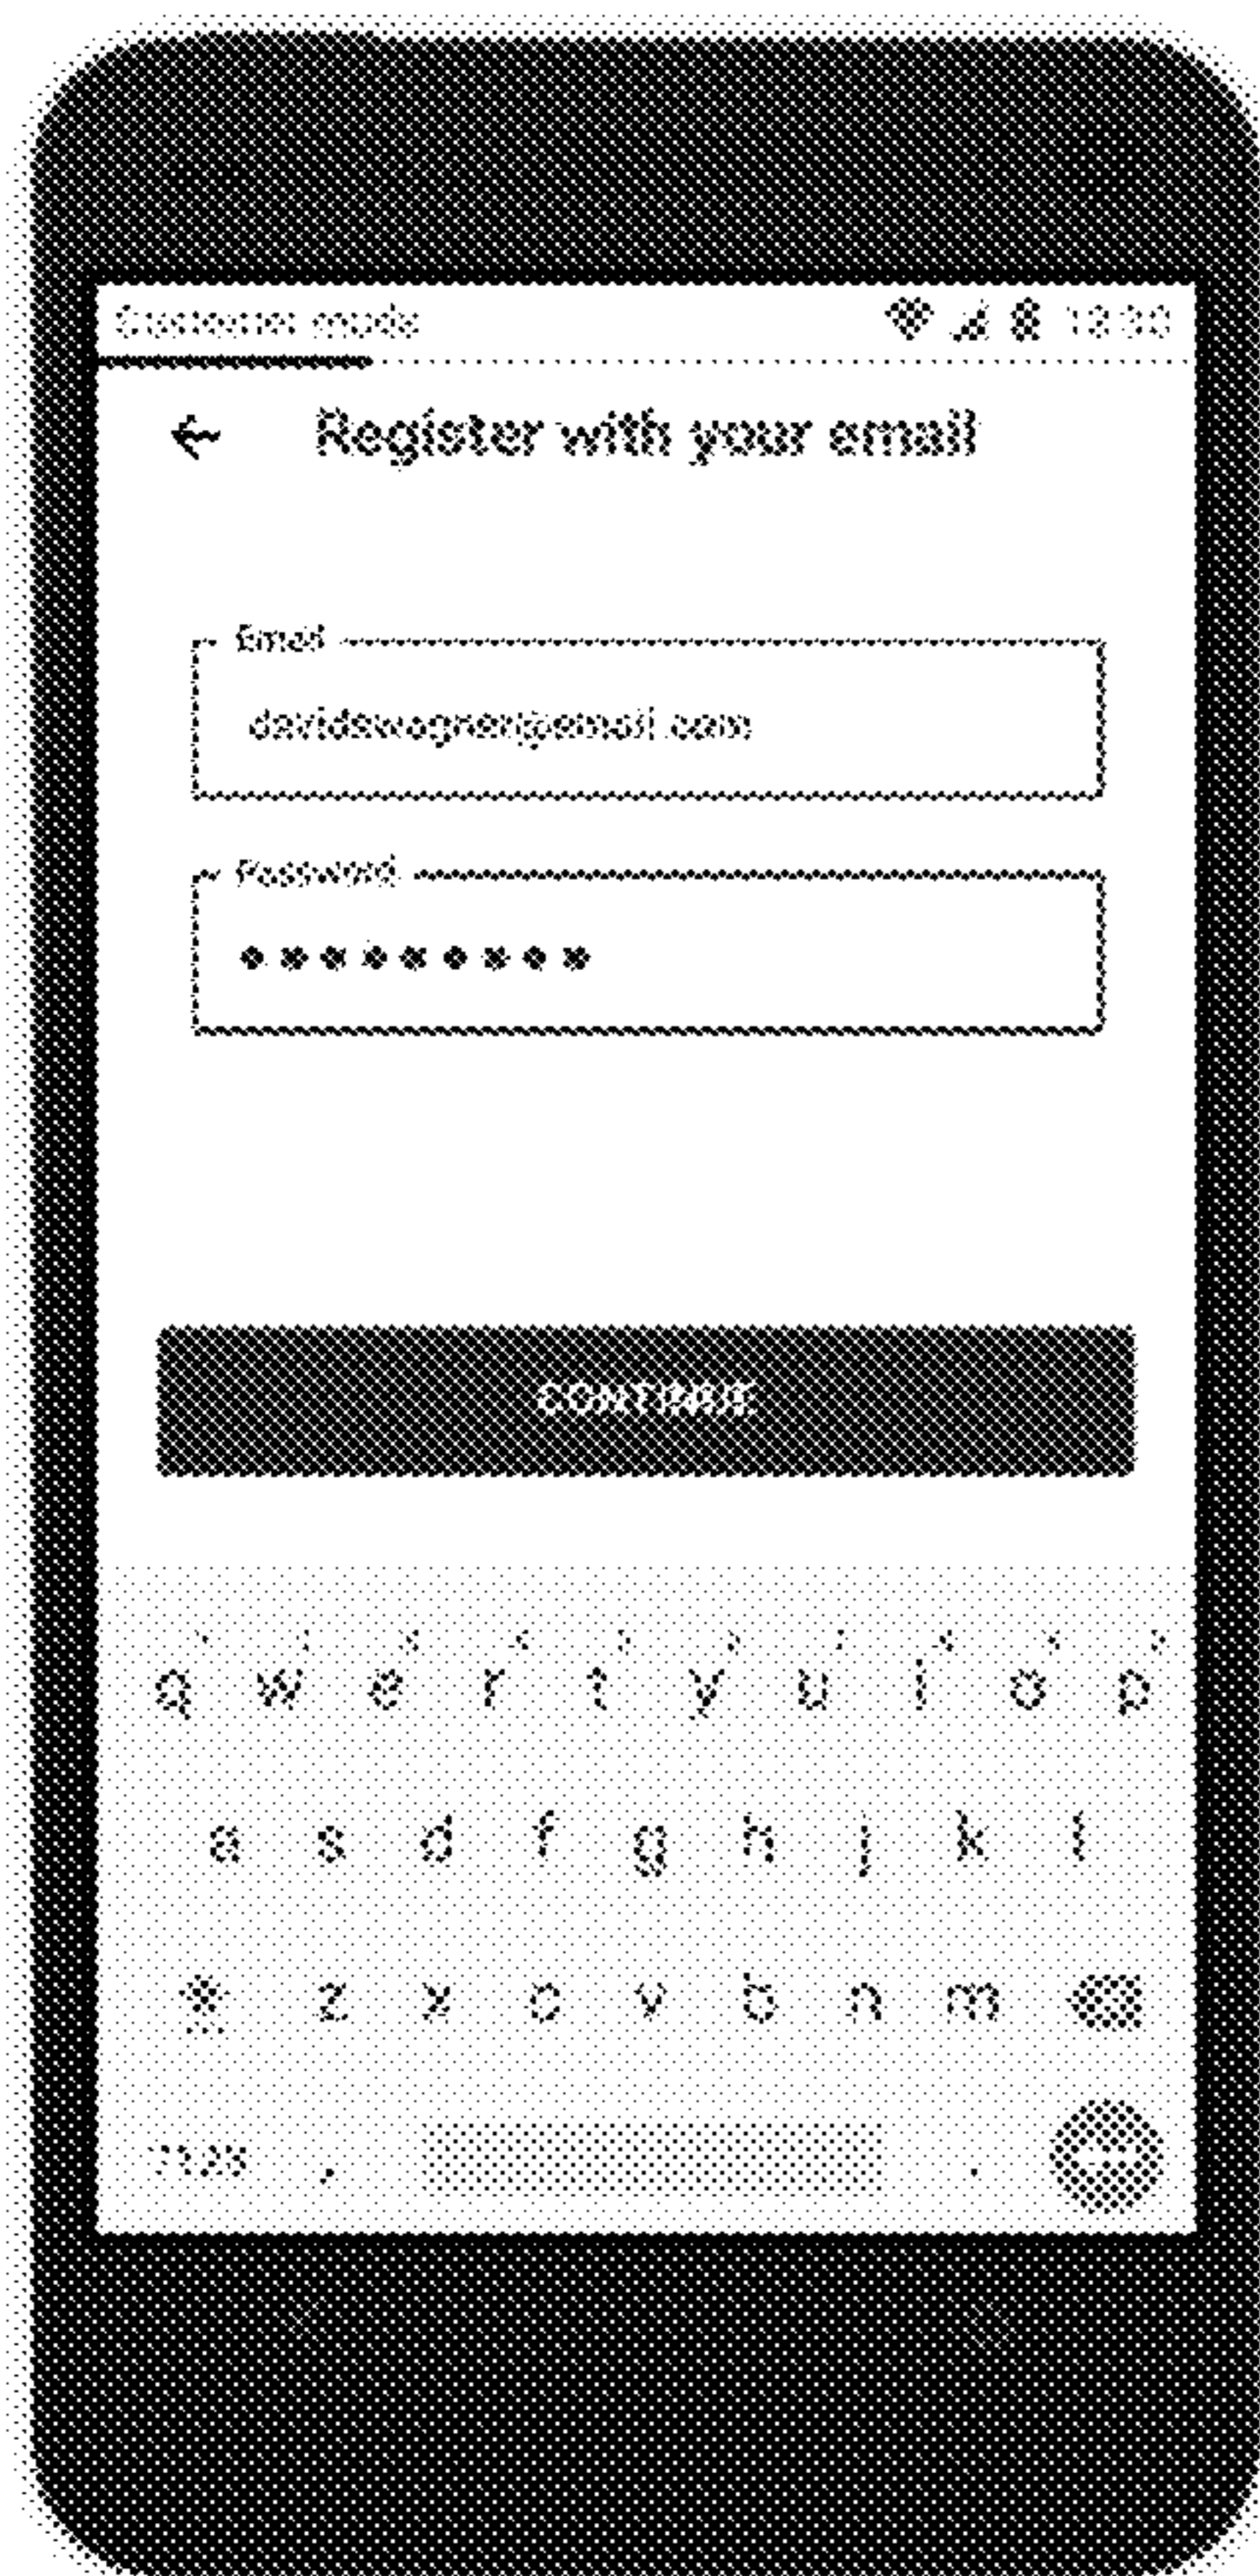 Customer mode
← Register with your email
Email
davidswagner@email.com
Password
•••••••••
CONTINUE
q w e r t y u i o p
a s d f g h j k l
z x c v b n m
, .